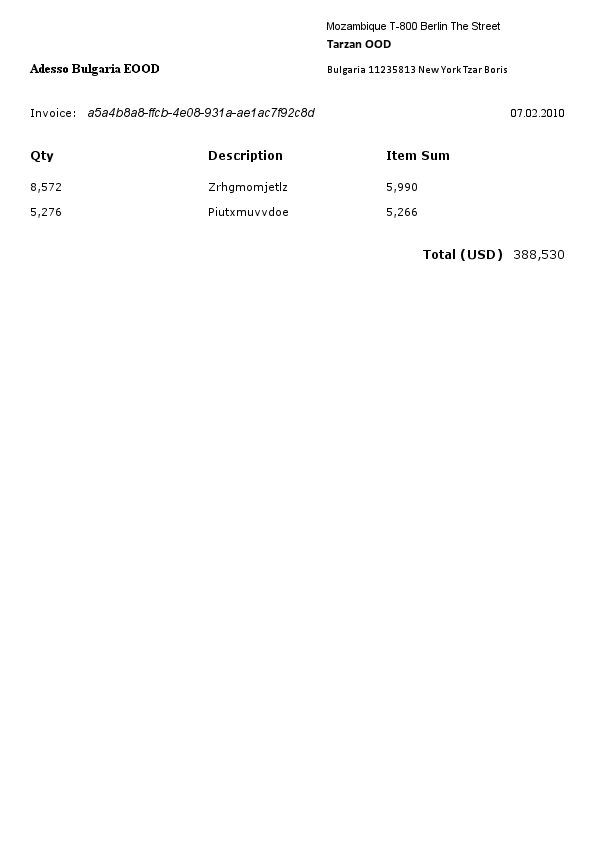 Mozambique T-800 Berlin The Street
Tarzan OOD
Adesso Bulgaria EOOD
Bulgaria 11235813 New York Tzar Boris
Invoice: a5a4b8a8-ffcb-4e08-931a-ae1ac7f92c8d 07.02.2010
Qty Description Item Sum
8,572 Zrhgmomjetlz 5,990
5,276 Piutxmuvvdoe 5,266
Total (USD) 388,530